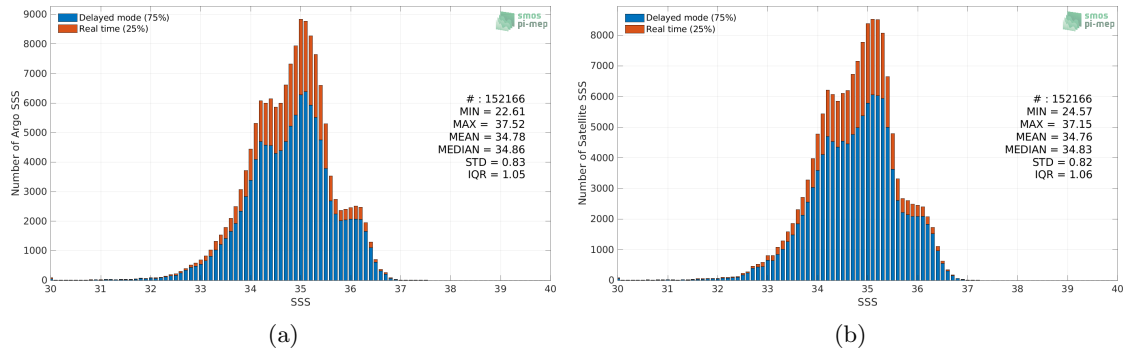 Delayed mode (75%)
Real time (25%)
smos
pi-mep
9000
8000
7000
6000
5000
4000
3000
2000
1000
0
Number of Argo SSS
# : 152166
MIN = 22.61
MAX = 37.52
MEAN = 34.78
MEDIAN = 34.86
STD = 0.83
IQR = 1.05
30 31 32 33 34 35 36 37 38 39 40
SSS
(a)
Delayed mode (75%)
Real time (25%)
smos
pi-mep
8000
7000
6000
5000
4000
3000
2000
1000
0
Number of Satellite SSS
# : 152166
MIN = 24.57
MAX = 37.15
MEAN = 34.76
MEDIAN = 34.83
STD = 0.82
IQR = 1.06
30 31 32 33 34 35 36 37 38 39 40
SSS
(b)